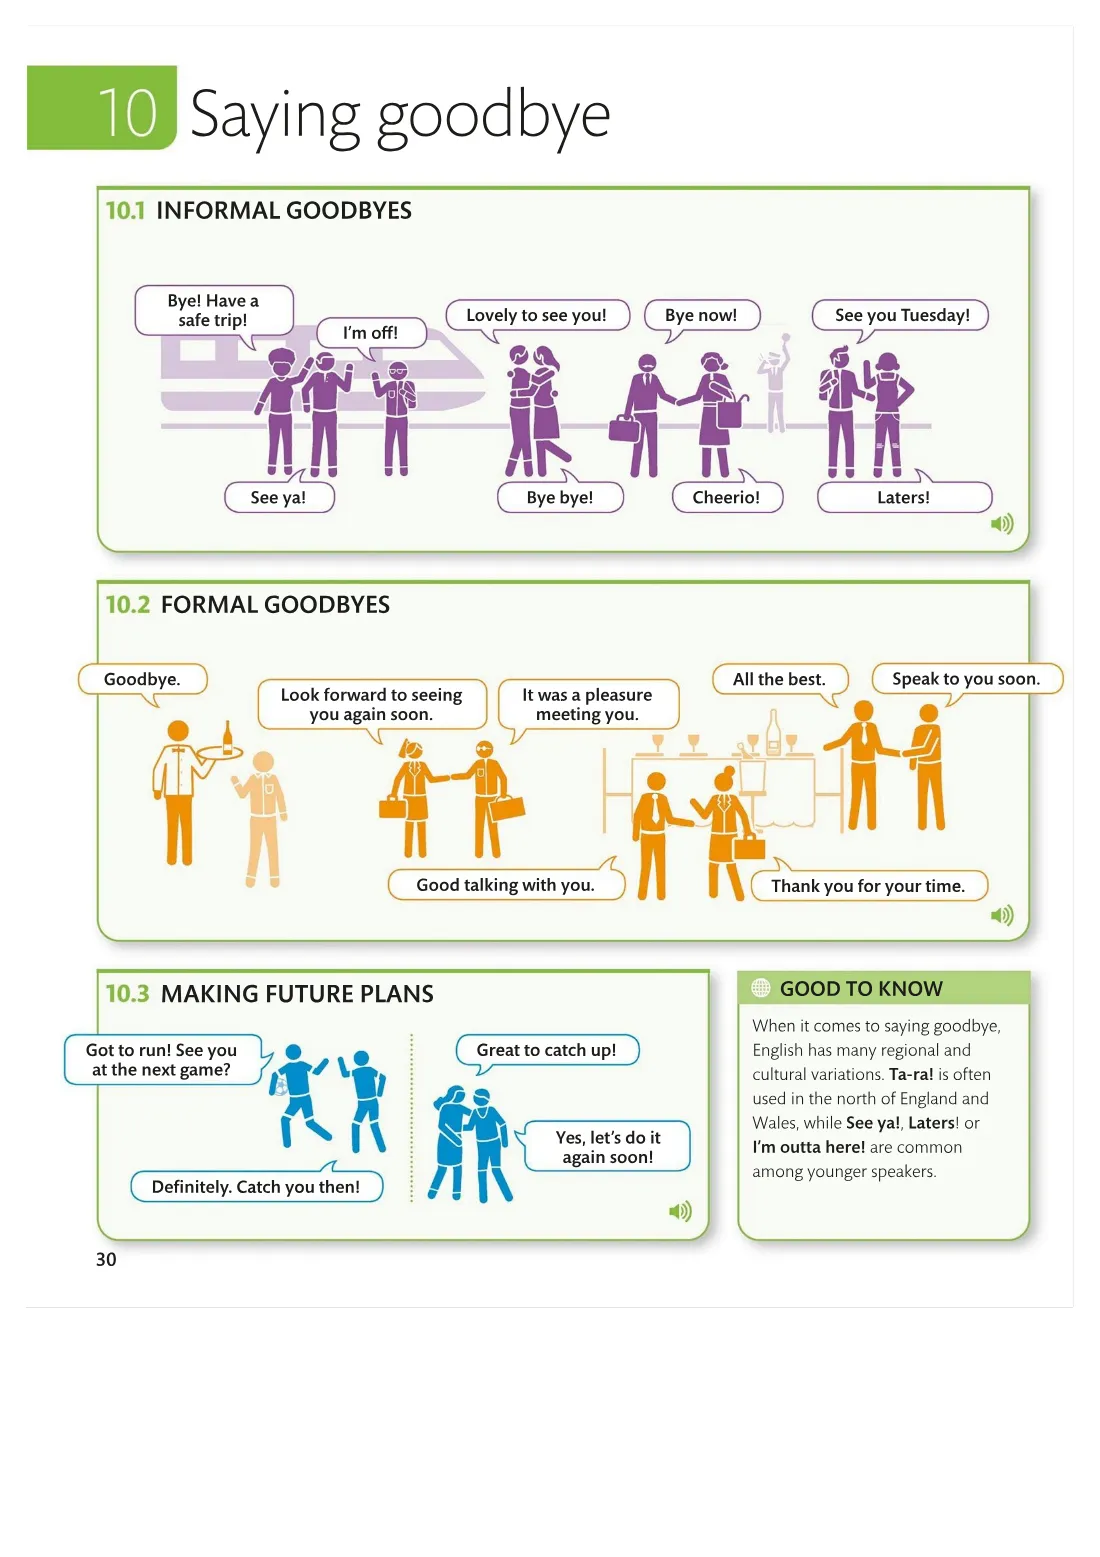 10 Saying goodbye
10.1 INFORMAL GOODBYES
Bye! Have a
safe trip!
I'm off!
Lovely to see you!
Bye now!
See you Tuesday!
See ya!
Bye bye!
Cheerio!
Laters!
10.2 FORMAL GOODBYES
Goodbye.
Look forward to seeing
you again soon.
It was a pleasure
meeting you.
All the best.
Speak to you soon.
Good talking with you.
Thank you for your time.
10.3 MAKING FUTURE PLANS
Got to run! See you
at the next game?
Definitely. Catch you then!
Great to catch up!
Yes, let's do it
again soon!
GOOD TO KNOW
When it comes to saying goodbye,
English has many regional and
cultural variations. Ta-ra! is often
used in the north of England and
Wales, while See ya!, Laters! or
I'm outta here! are common
among younger speakers.
30